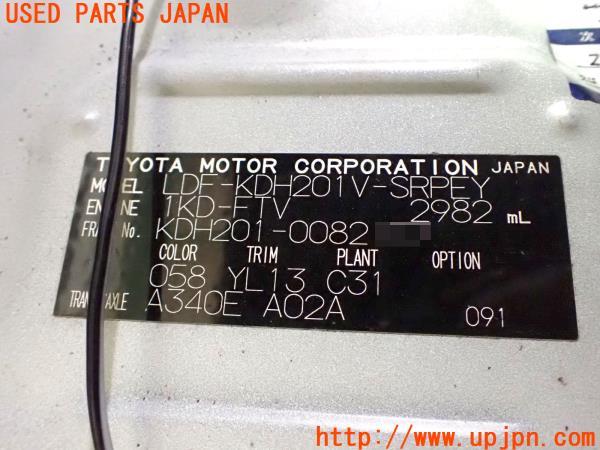 USED PARTS JAPAN
TOYOTA MOTOR CORPORATION JAPAN
MODEL LDF-KDH201V-SRPEY
ENGINE 1KD-FTV 2982 mL
FRAME No. KDH201-0082
COLOR TRIM PLANT OPTION
058 YL13 C31
TRANS/AXLE A340E A02A 091
http://www.upjpn.com